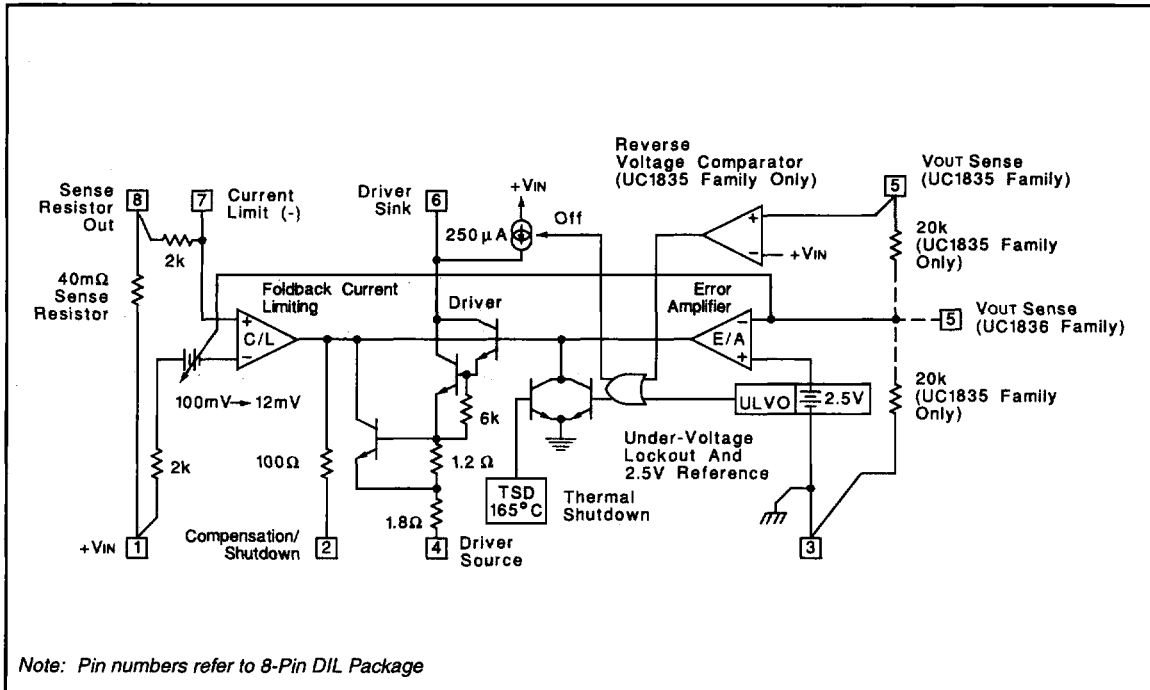 Reverse
Voltage Comparator
(UC1835 Family Only)
VOUT Sense
(UC1835 Family)
5
Sense
Resistor
Out
8
7
Current
Limit (-)
Driver
Sink
6
+VIN
Off
250 µA
+
−
+VIN
20k
(UC1835 Family
Only)
2k
40mΩ
Sense
Resistor
Foldback Current
Limiting
Driver
Error
Amplifier
5
VOUT Sense
(UC1836 Family)
+
C/L
−
−
E/A
+
100mV→12mV
6k
ULVO
2.5V
20k
(UC1835 Family
Only)
2k
100Ω
1.2 Ω
Under-Voltage
Lockout And
2.5V Reference
TSD
165°C
Thermal
Shutdown
1.8Ω
+VIN
1
Compensation/
Shutdown
2
4
Driver
Source
3
Note: Pin numbers refer to 8-Pin DIL Package